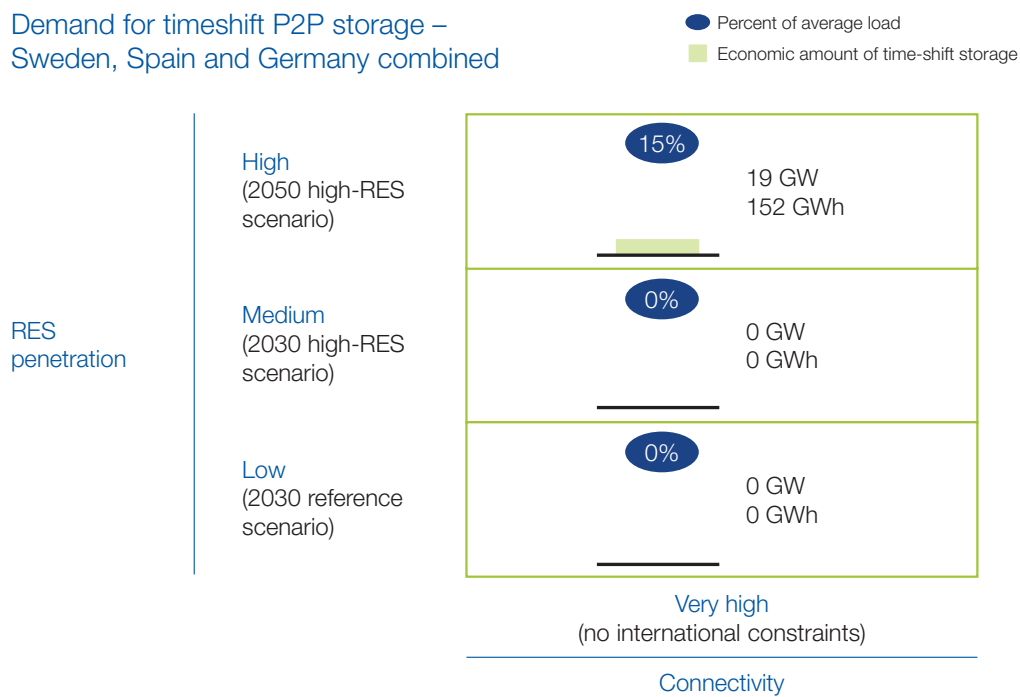 Demand for timeshift P2P storage –
Sweden, Spain and Germany combined
Percent of average load
Economic amount of time-shift storage
RES
penetration
High
(2050 high-RES
scenario)
15%
19 GW
152 GWh
Medium
(2030 high-RES
scenario)
0%
0 GW
0 GWh
Low
(2030 reference
scenario)
0%
0 GW
0 GWh
Very high
(no international constraints)
Connectivity